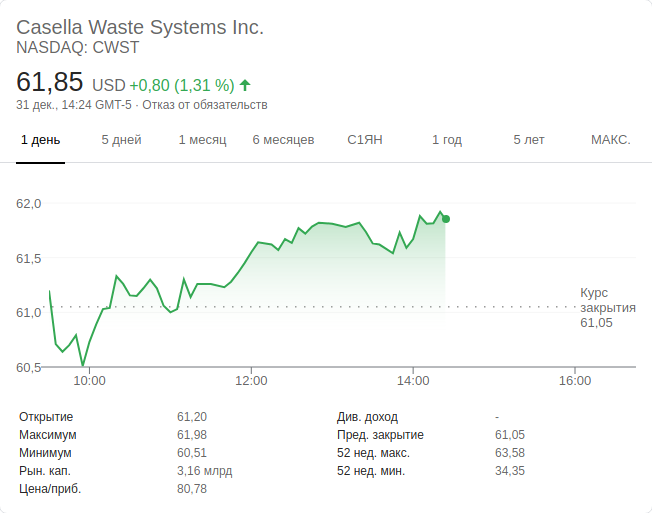 Casella Waste Systems Inc.
NASDAQ: CWST
61,85 USD +0,80 (1,31 %)
31 дек., 14:24 GMT-5 · Отказ от обязательств
1 день 5 дней 1 месяц 6 месяцев С1ЯН 1 год 5 лет МАКС.
62,0
61,5
61,0
60,5
Курс
закрытия
61,05
10:00 12:00 14:00 16:00
Открытие 61,20 Див. доход -
Максимум 61,98 Пред. закрытие 61,05
Минимум 60,51 52 нед. макс. 63,58
Рын. кап. 3,16 млрд 52 нед. мин. 34,35
Цена/приб. 80,78